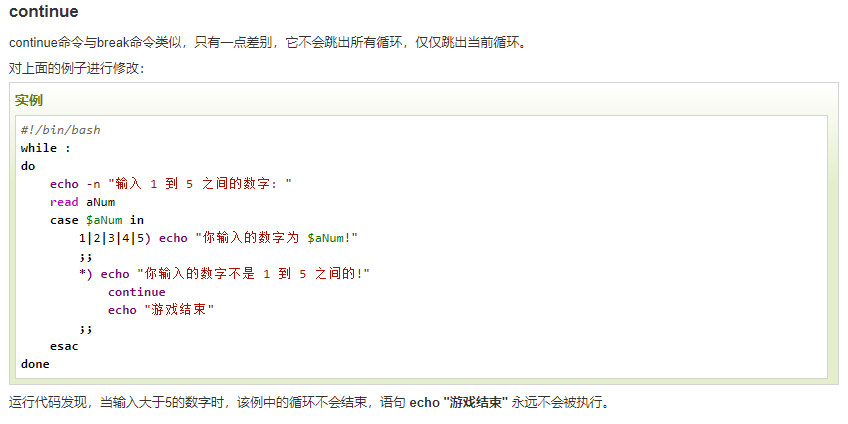 continue
continue命令与break命令类似，只有一点差别，它不会跳出所有循环，仅仅跳出当前循环。
对上面的例子进行修改：
实例
#!/bin/bash
while :
do
    echo -n "输入 1 到 5 之间的数字: "
    read aNum
    case $aNum in
        1|2|3|4|5) echo "你输入的数字为 $aNum!"
        ;;
        *) echo "你输入的数字不是 1 到 5 之间的!"
            continue
            echo "游戏结束"
        ;;
    esac
done
运行代码发现，当输入大于5的数字时，该例中的循环不会结束，语句 echo "游戏结束" 永远不会被执行。